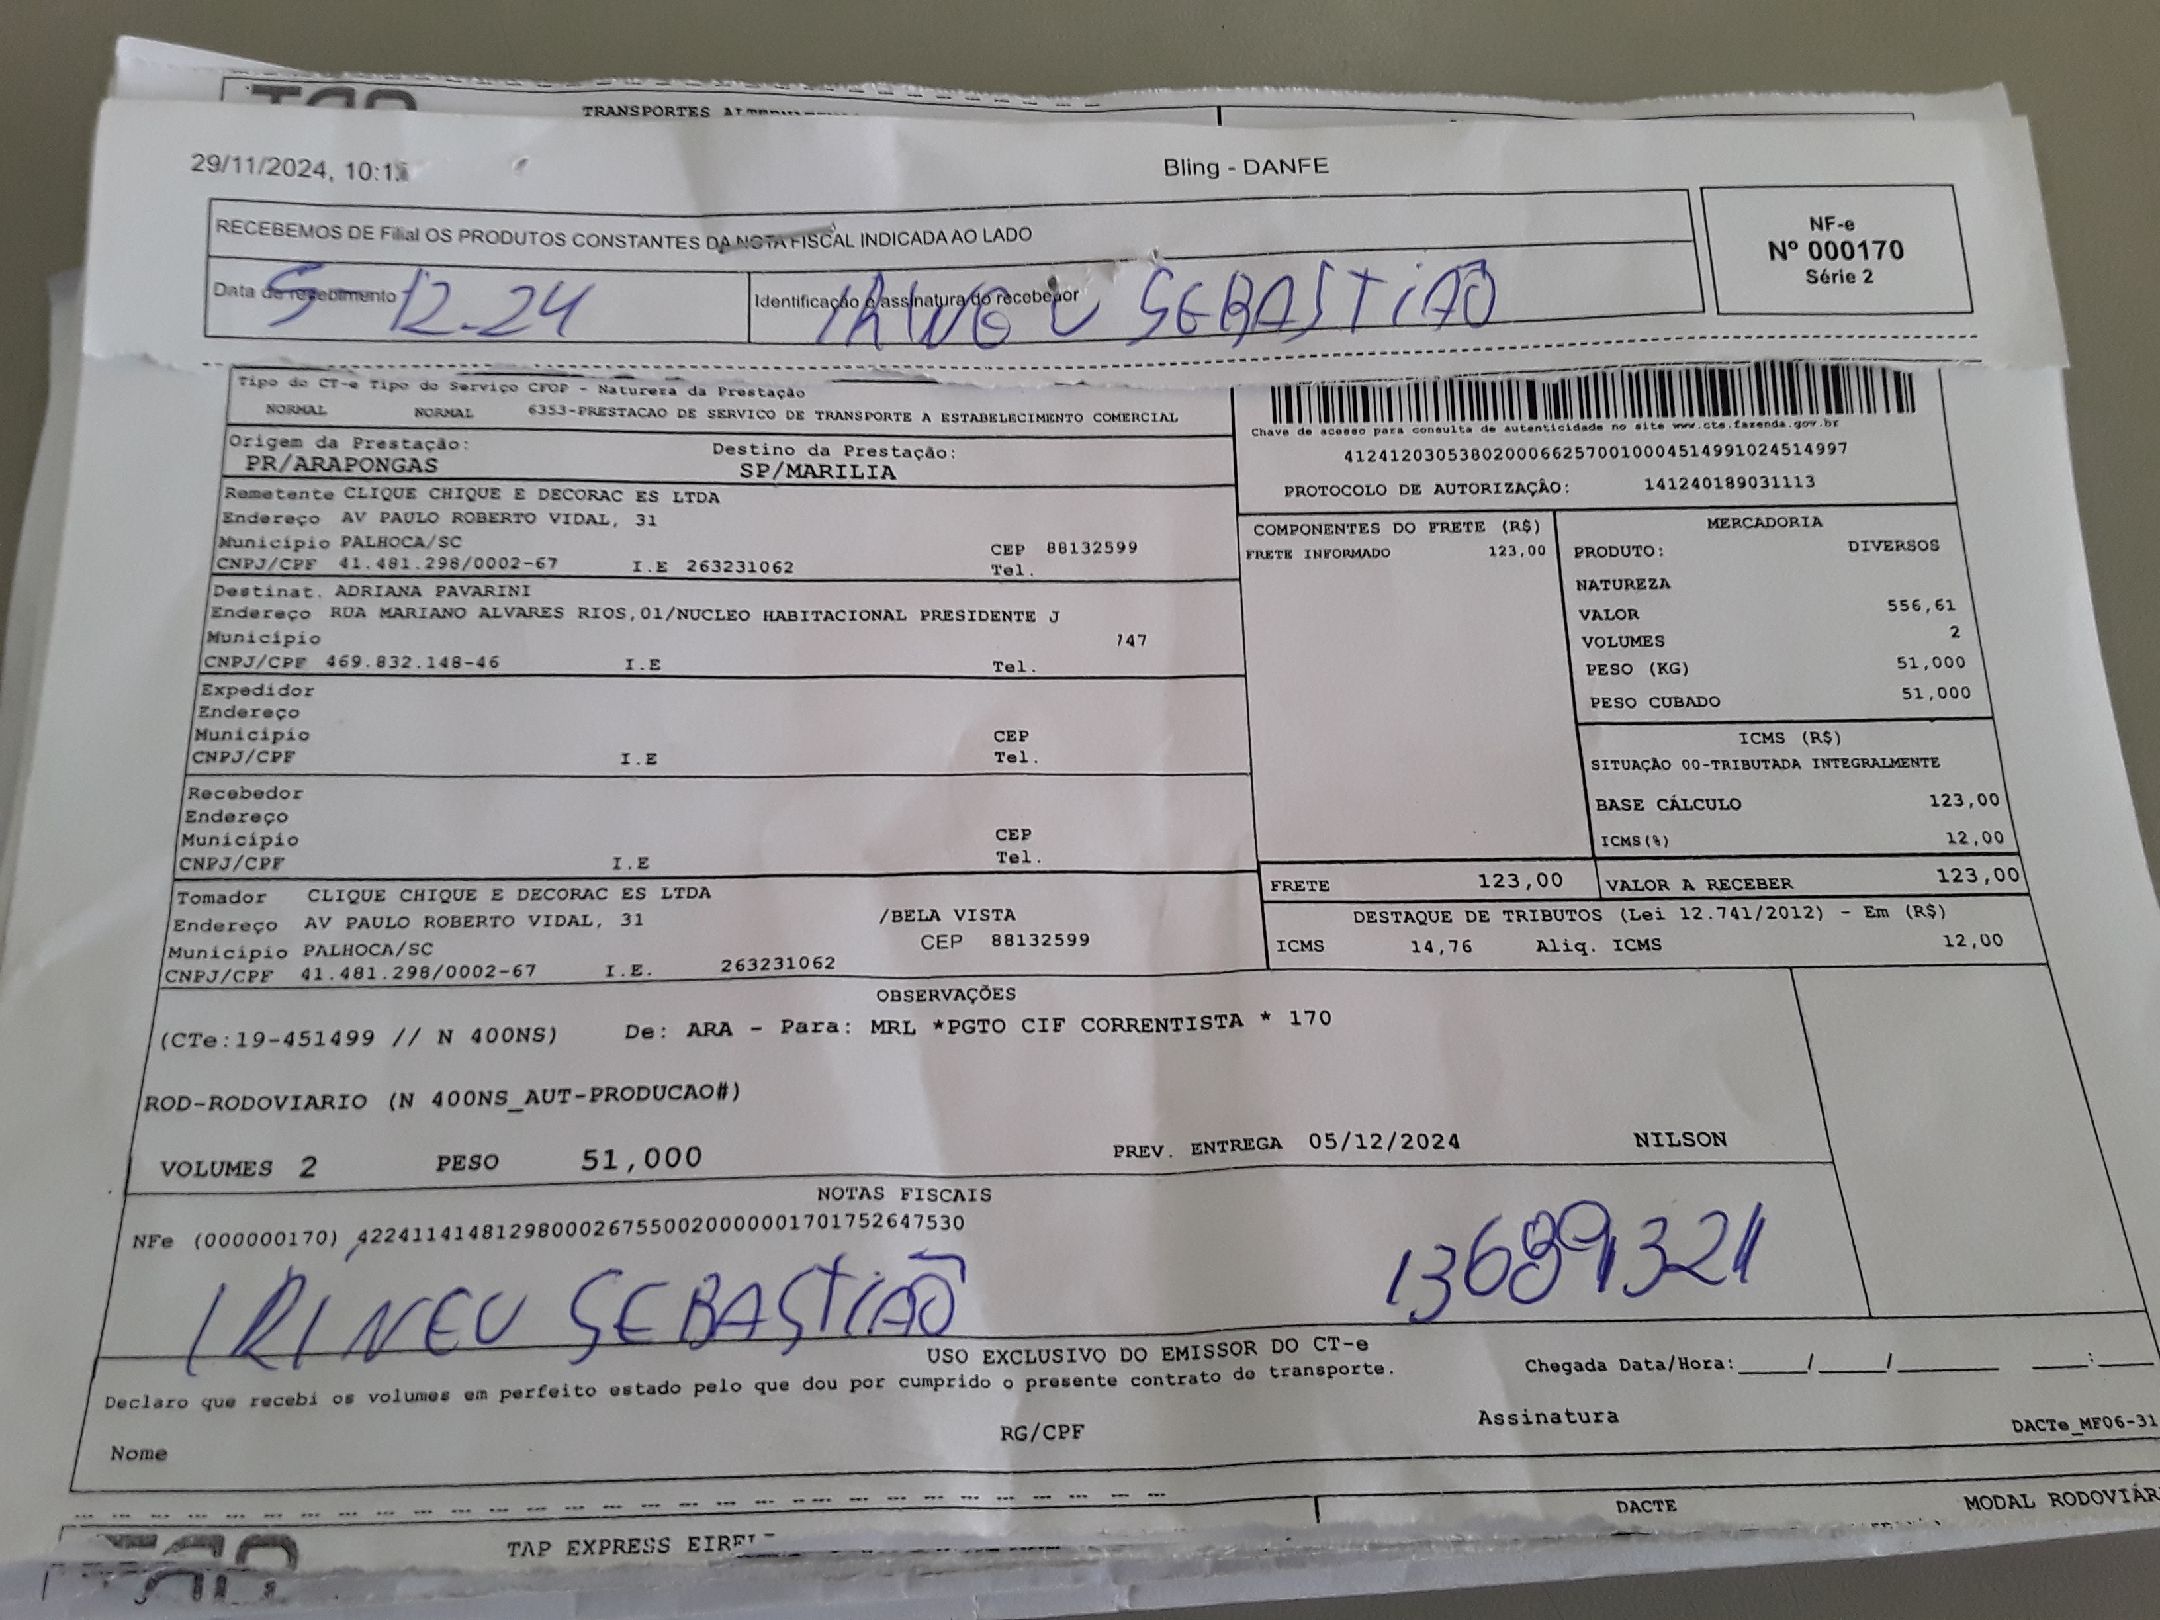 TRANSPORTES
29/11/2024, 10:1
Bling - DANFE
RECEBEMOS DE Filial OS PRODUTOS CONSTANTES DA NOTA FISCAL INDICADA AO LADO
NF-e
Nº 000170
Série 2
Data de recebimento
5-12.24
Identificação e assinatura do recebedor
IRINEU SEBASTIÃO
Tipo do CT-e Tipo do Serviço CFOP - Natureza da Prestação
NORMAL NORMAL 6353-PRESTACAO DE SERVICO DE TRANSPORTE A ESTABELECIMENTO COMERCIAL
Chave de acesso para consulta de autenticidade no site www.cte.fazenda.gov.br
41241203053802000662570010004514991024514997
PROTOCOLO DE AUTORIZAÇÃO: 141240189031113
Origem da Prestação: Destino da Prestação:
PR/ARAPONGAS SP/MARILIA
Remetente CLIQUE CHIQUE E DECORAC ES LTDA
Endereço AV PAULO ROBERTO VIDAL, 31
Município PALHOCA/SC CEP 88132599
CNPJ/CPF 41.481.298/0002-67 I.E 263231062 Tel.
Destinat. ADRIANA PAVARINI
Endereço RUA MARIANO ALVARES RIOS,01/NUCLEO HABITACIONAL PRESIDENTE J
Município 747
CNPJ/CPF 469.832.148-46 I.E Tel.
Expedidor
Endereço
Município CEP
CNPJ/CPF I.E Tel.
Recebedor
Endereço
Município CEP
CNPJ/CPF I.E Tel.
Tomador CLIQUE CHIQUE E DECORAC ES LTDA
Endereço AV PAULO ROBERTO VIDAL, 31 /BELA VISTA
Município PALHOCA/SC CEP 88132599
CNPJ/CPF 41.481.298/0002-67 I.E. 263231062
COMPONENTES DO FRETE (R$)
FRETE INFORMADO 123,00
MERCADORIA
PRODUTO: DIVERSOS
NATUREZA
VALOR 556,61
VOLUMES 2
PESO (KG) 51,000
PESO CUBADO 51,000
ICMS (R$)
SITUAÇÃO 00-TRIBUTADA INTEGRALMENTE
BASE CÁLCULO 123,00
ICMS(%) 12,00
FRETE 123,00 VALOR A RECEBER 123,00
DESTAQUE DE TRIBUTOS (Lei 12.741/2012) - Em (R$)
ICMS 14,76 Aliq. ICMS 12,00
OBSERVAÇÕES
(CTe:19-451499 // N 400NS) De: ARA - Para: MRL *PGTO CIF CORRENTISTA * 170
ROD-RODOVIARIO (N 400NS_AUT-PRODUCAO#)
VOLUMES 2 PESO 51,000 PREV. ENTREGA 05/12/2024 NILSON
NOTAS FISCAIS
NFe (000000170) 42241141481298000267550020000001701752647530
IRINEU SEBASTIÃO 13689321
USO EXCLUSIVO DO EMISSOR DO CT-e
Declaro que recebi os volumes em perfeito estado pelo que dou por cumprido o presente contrato de transporte.
Chegada Data/Hora:_____/_____/________ ____:____
Nome RG/CPF Assinatura
DACTe_MF06-31
DACTE MODAL RODOVIÁR
TAP EXPRESS EIREL